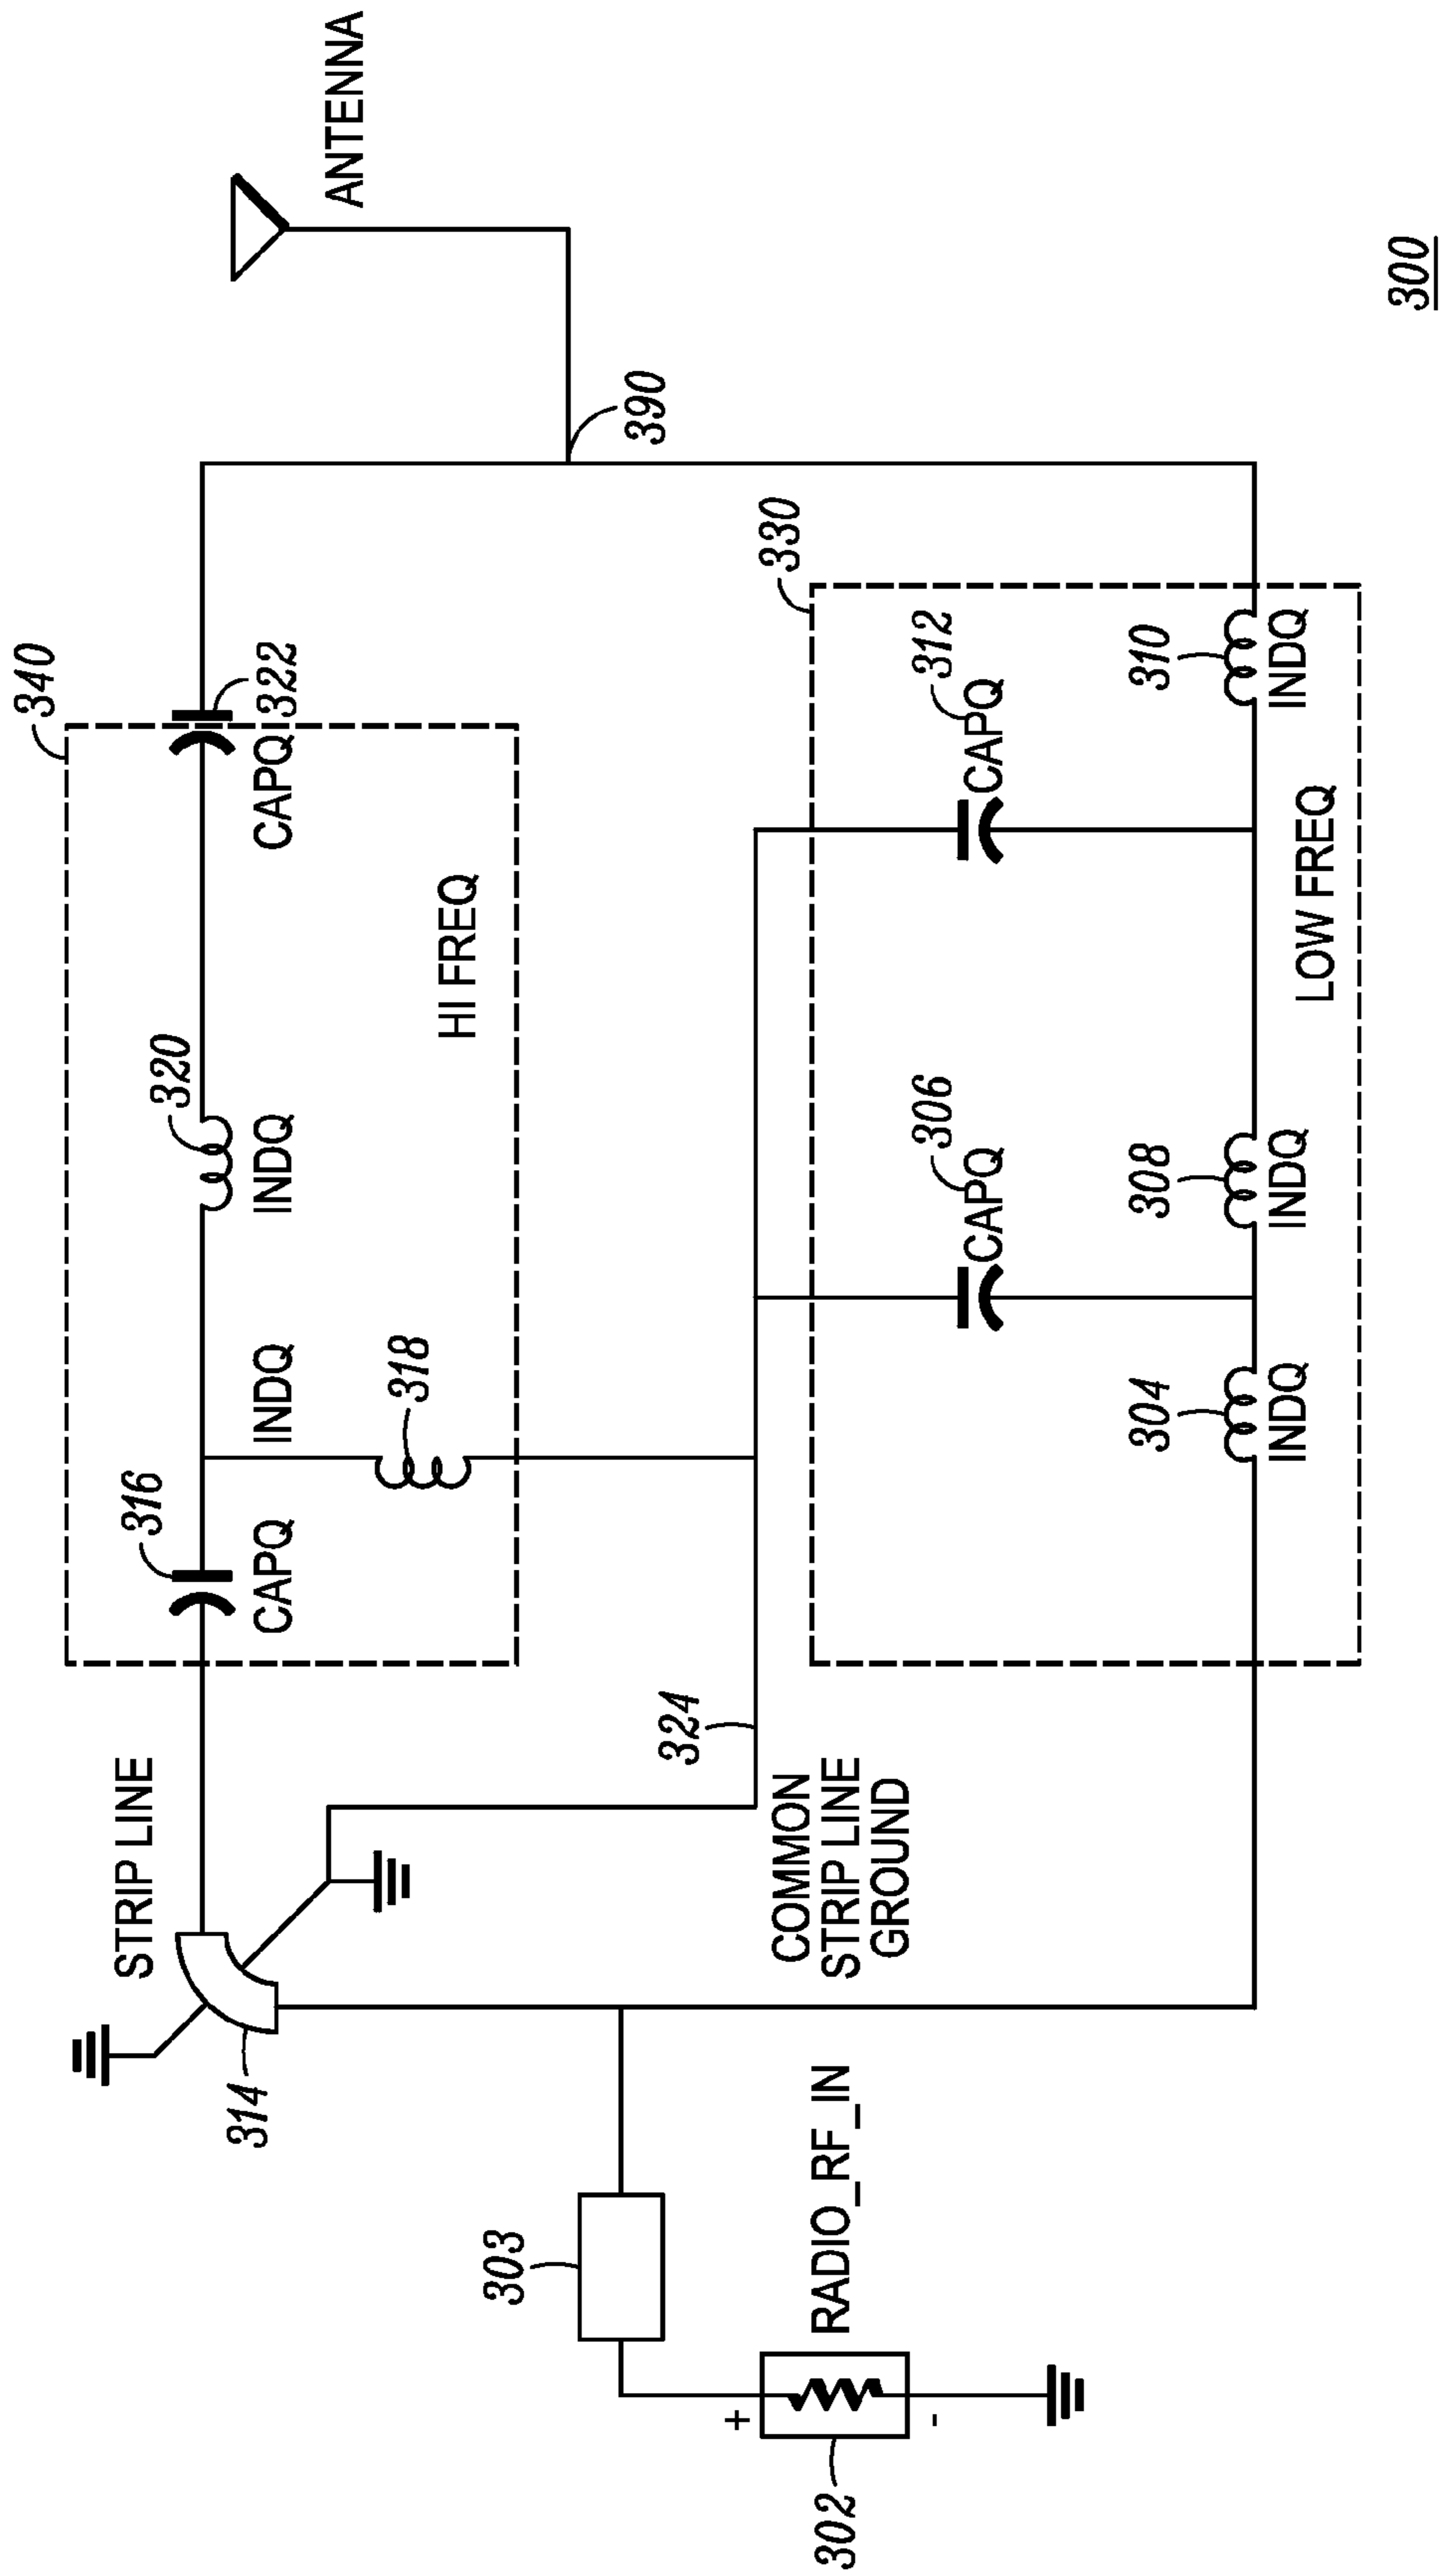 340
STRIP LINE
316
CAPQ
INDQ
318
320
INDQ
CAPQ
322
HI FREQ
ANTENNA
314
324
390
330
303
COMMON
STRIP LINE
GROUND
306
CAPQ
312
CAPQ
+
-
302
RADIO_RF_IN
304
INDQ
308
INDQ
310
INDQ
LOW FREQ
300